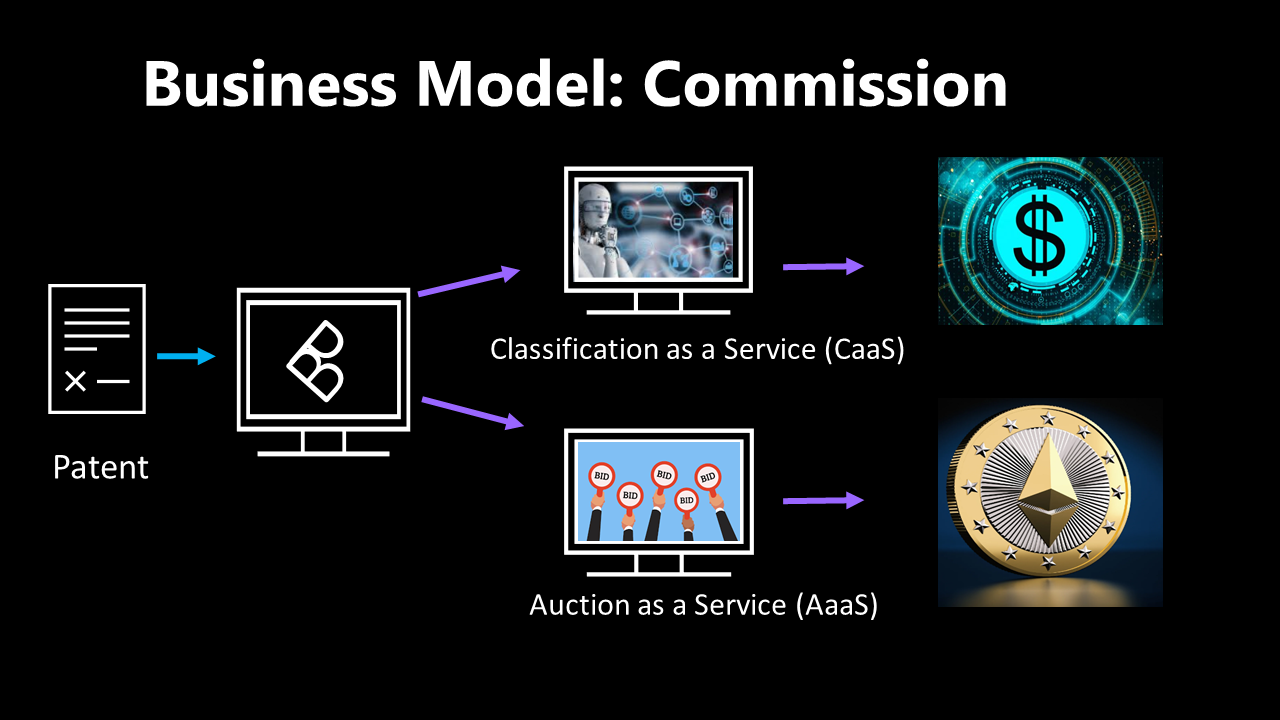 Business Model: Commission
Classification as a Service (CaaS)
Patent
BID
BID
BID
BID
BID
Auction as a Service (AaaS)
$